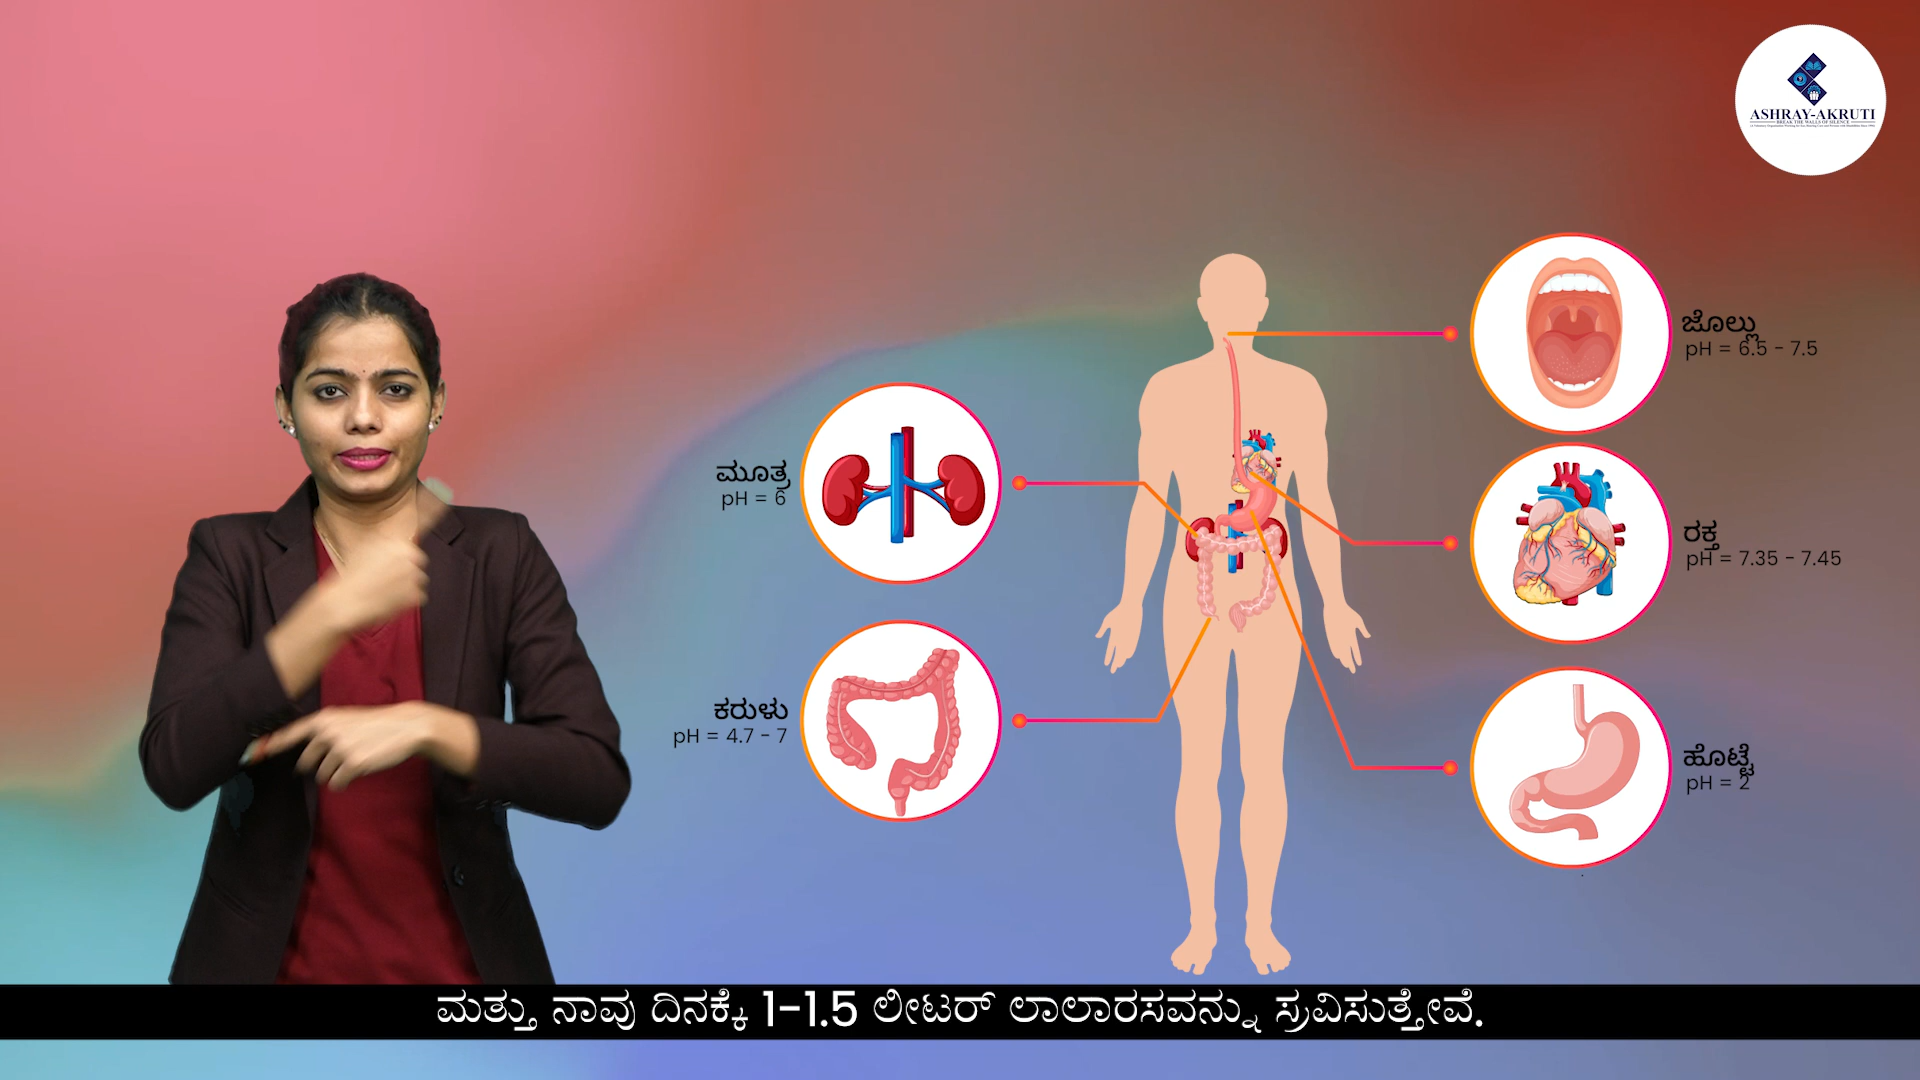 ASHRAY-AKRUTI
BREAK THE WALLS OF SILENCE
ಜೊಲ್ಲು
pH = 6.5 - 7.5
ಮೂತ್ರ
pH = 6
ರಕ್ತ
pH = 7.35 - 7.45
ಕರುಳು
pH = 4.7 - 7
ಹೊಟ್ಟೆ
pH = 2
ಮತ್ತು ನಾವು ದಿನಕ್ಕೆ 1-1.5 ಲೀಟರ್ ಲಾಲಾರಸವನ್ನು ಸ್ರವಿಸುತ್ತೇವೆ.